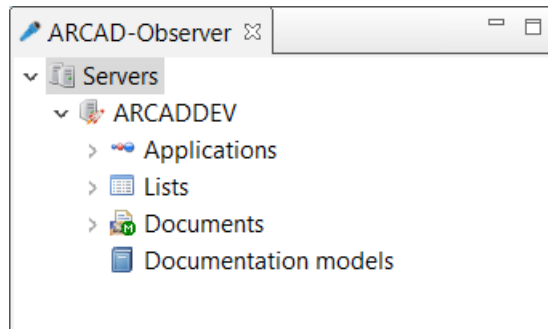 ARCAD-Observer
Servers
ARCADDEV
Applications
Lists
Documents
Documentation models